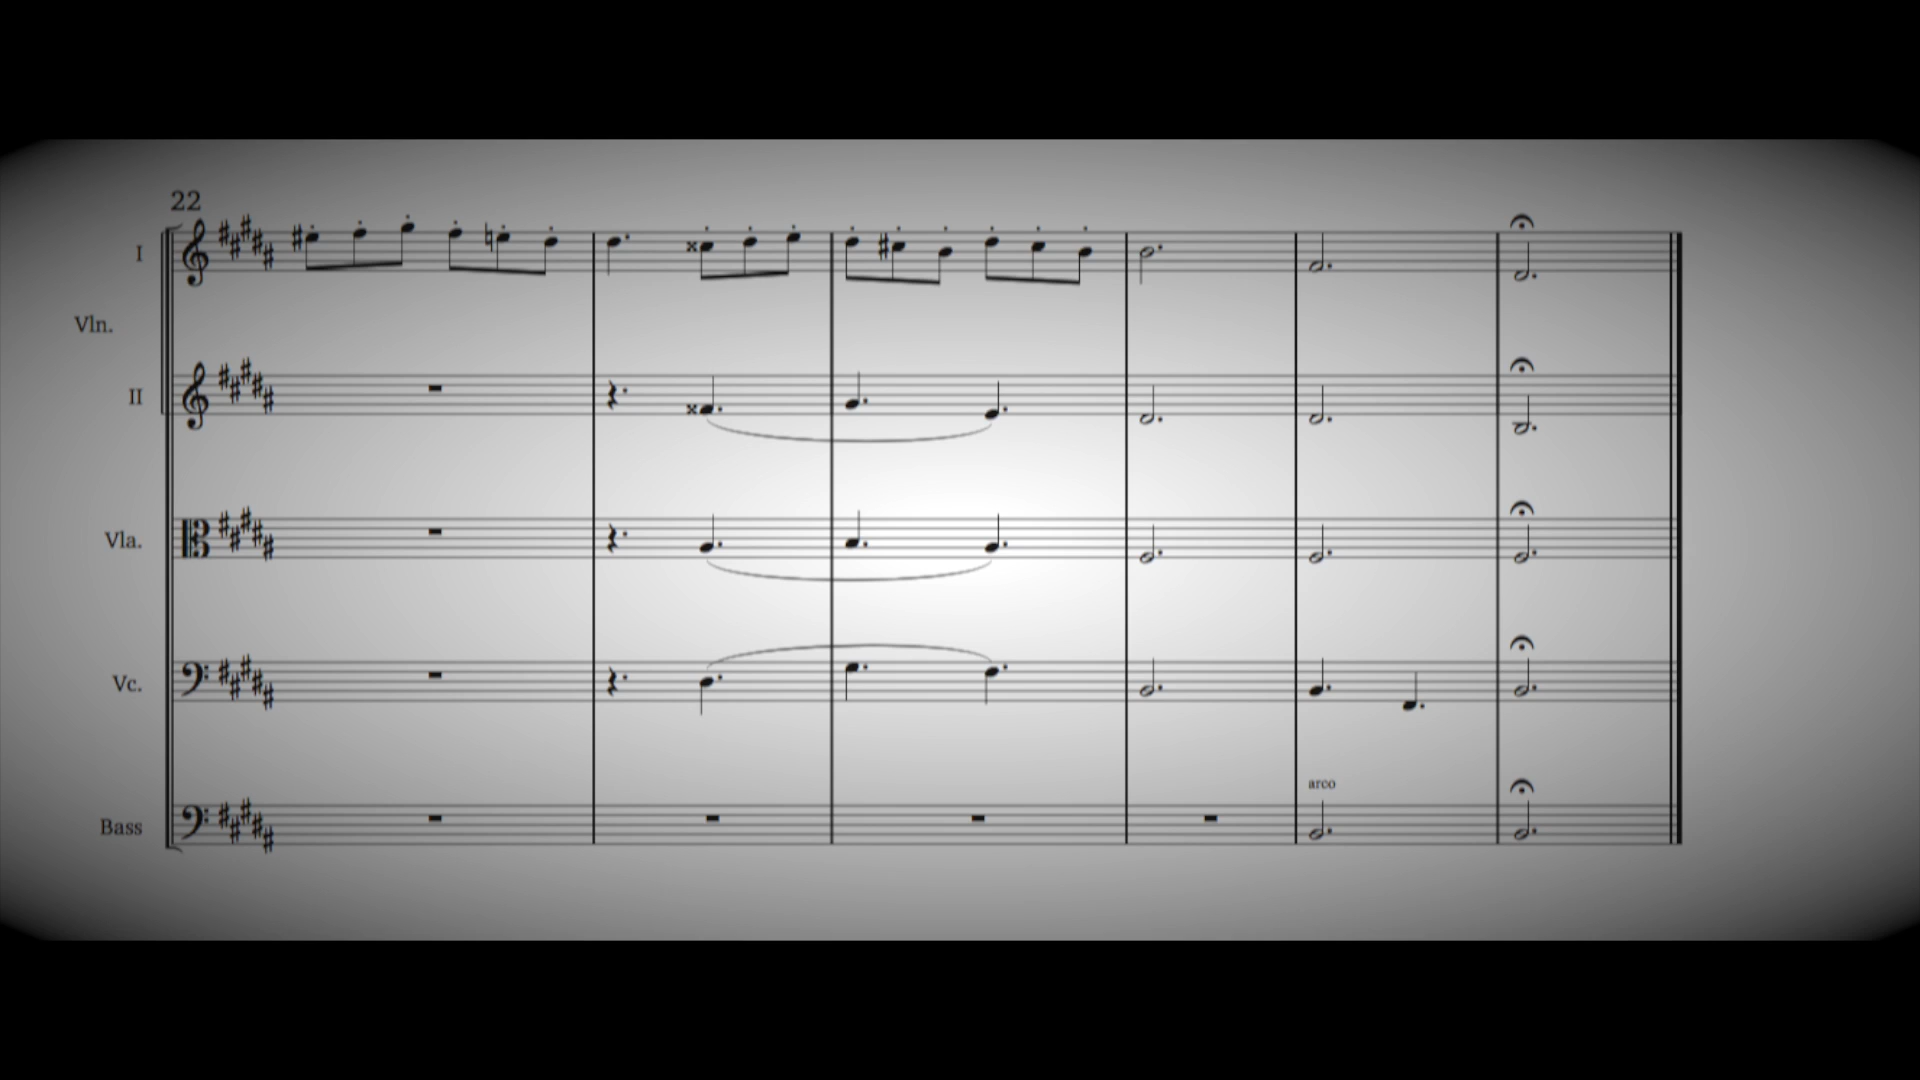 22
I
Vln.
II
Vla.
Vc.
arco
Bass